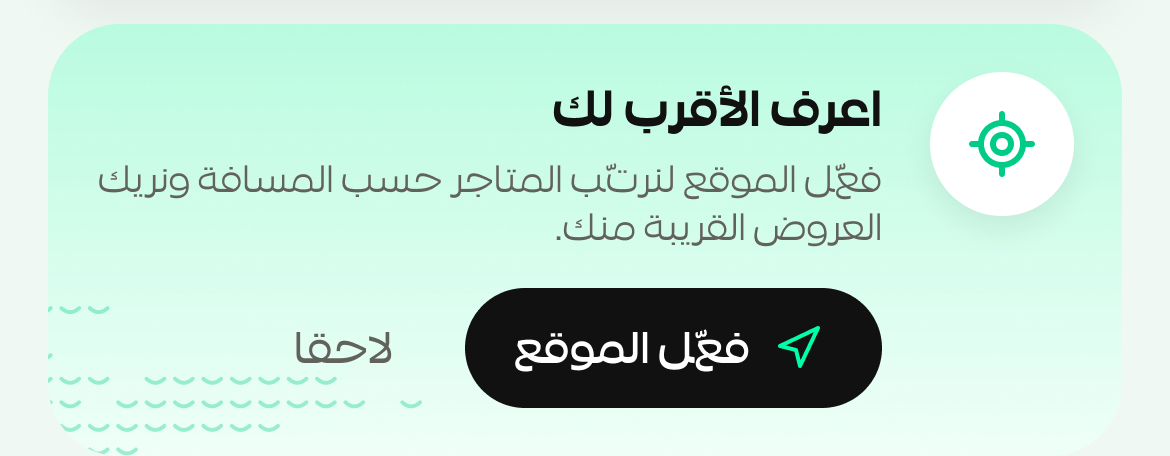 اعرف الأقرب لك
فعّل الموقع لنرتّب المتاجر حسب المسافة ونريك
العروض القريبة منك.
فعّل الموقع
لاحقا